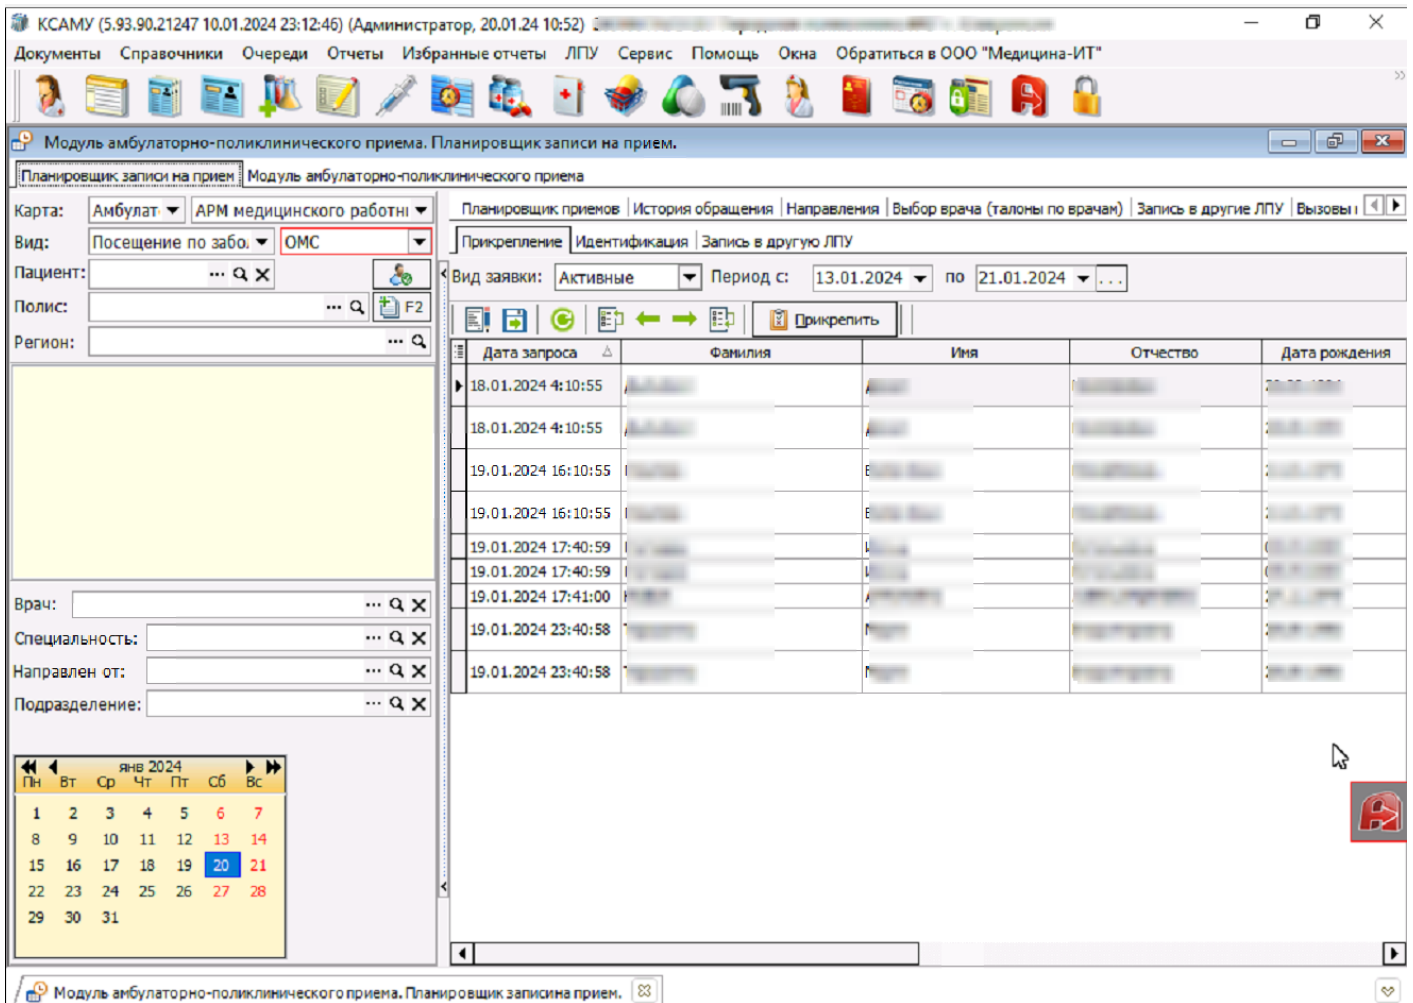 КСАМУ (5.93.90.21247 10.01.2024 23:12:46) (Администратор, 20.01.24 10:52)
Документы Справочники Очереди Отчеты Избранные отчеты ЛПУ Сервис Помощь Окна Обратиться в ООО "Медицина-ИТ"
Модуль амбулаторно-поликлинического приема. Планировщик записи на прием.
Планировщик записи на прием Модуль амбулаторно-поликлинического приема
Карта: Амбулат АРМ медицинского работні
Вид: Посещение по забо. ОМС
Пациент:
Полис: F2
Регион:
Планировщик приемов История обращения Направления Выбор врача (талоны по врачам) Запись в другие ЛПУ Вызовы
Прикрепление Идентификация Запись в другую ЛПУ
Вид заявки: Активные Период с: 13.01.2024 по 21.01.2024 ...
Прикрепить
Дата запроса Фамилия Имя Отчество Дата рождения
18.01.2024 4:10:55
18.01.2024 4:10:55
19.01.2024 16:10:55
19.01.2024 16:10:55
19.01.2024 17:40:59
19.01.2024 17:40:59
19.01.2024 17:41:00
19.01.2024 23:40:58
19.01.2024 23:40:58
Врач:
Специальность:
Направлен от:
Подразделение:
янв 2024
Пн Вт Ср Чт Пт Сб Вс
1 2 3 4 5 6 7
8 9 10 11 12 13 14
15 16 17 18 19 20 21
22 23 24 25 26 27 28
29 30 31
Модуль амбулаторно-поликлинического приема. Планировщик записи на прием.